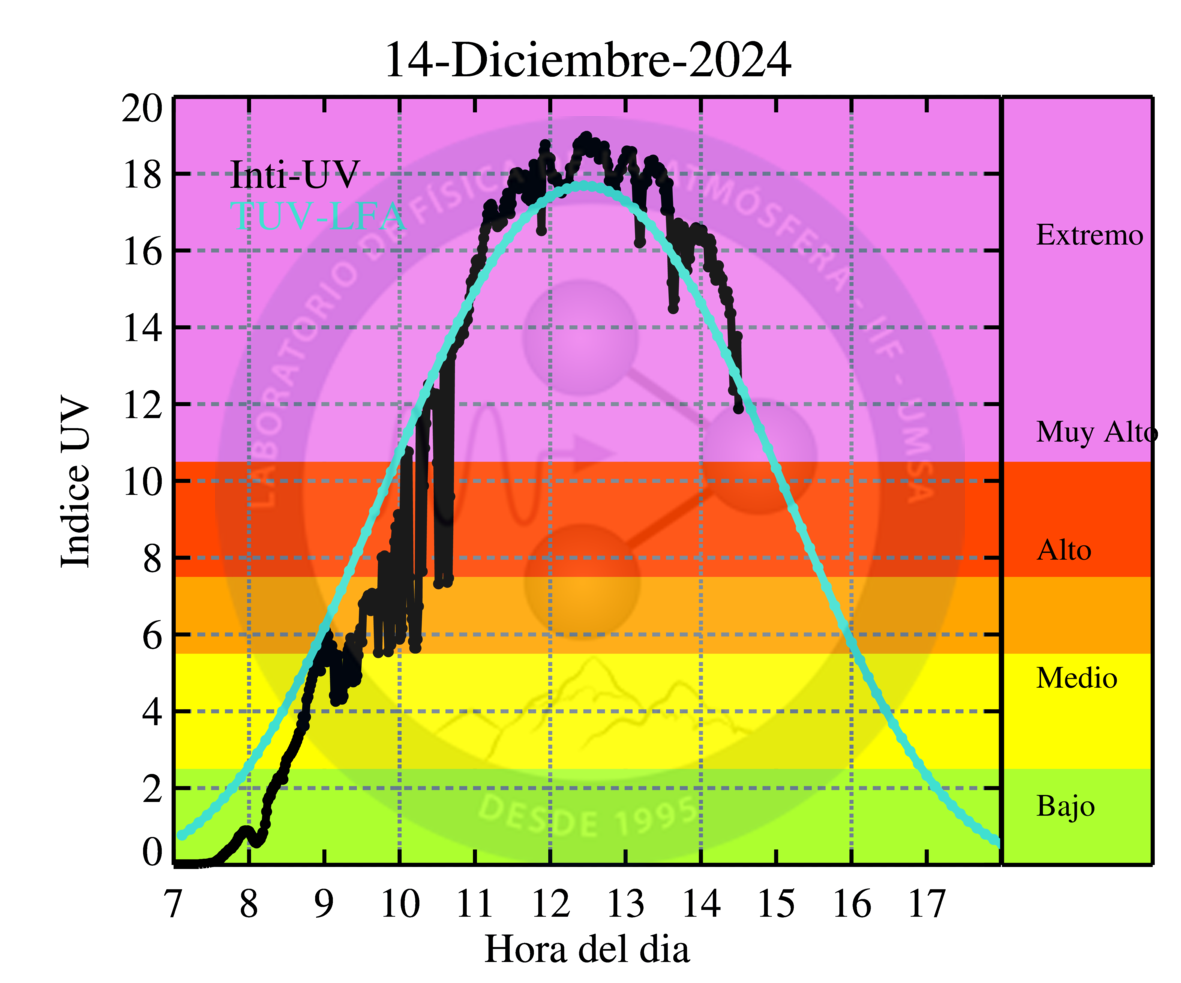 14-Diciembre-2024
20
18
16
14
12
10
8
6
4
2
0
Indice UV
Inti-UV
TUV-LFA
LABORATORIO DE FÍSICA ATMÓSFERA - IIF - UMSA
DESDE 1995
Extremo
Muy Alto
Alto
Medio
Bajo
7 8 9 10 11 12 13 14 15 16 17
Hora del dia